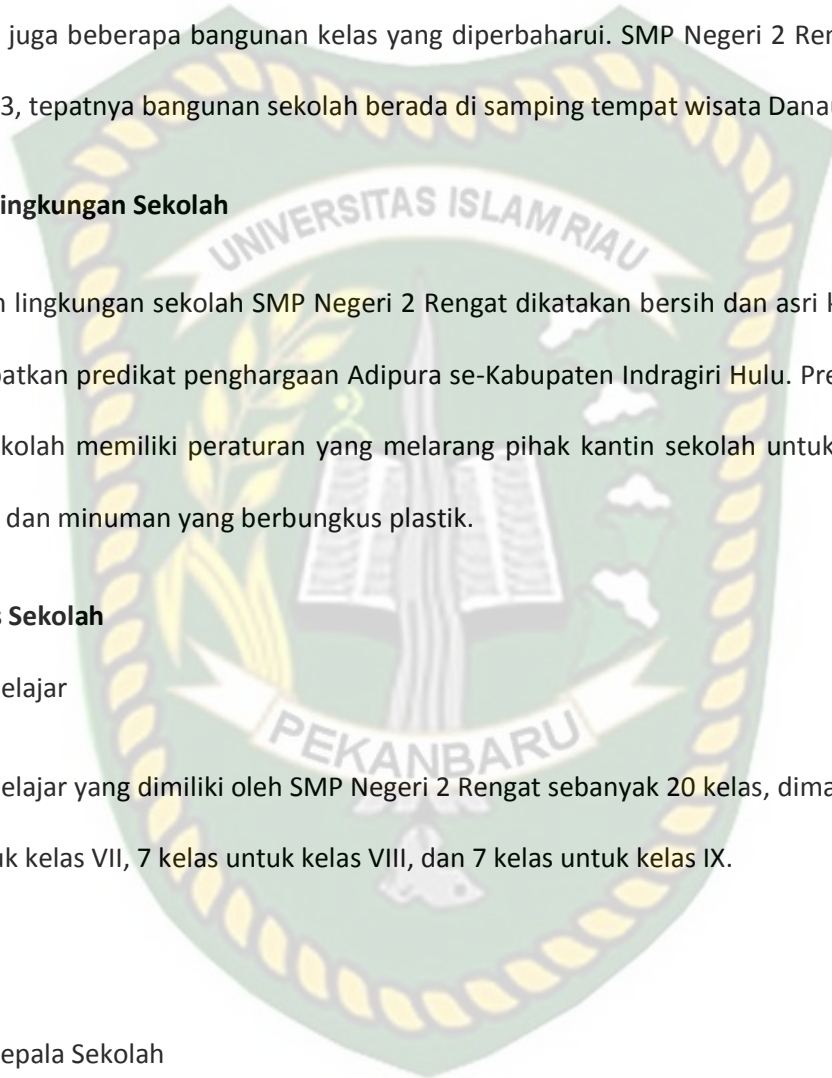 juga beberapa bangunan kelas yang diperbaharui. SMP Negeri 2 Ren
3, tepatnya bangunan sekolah berada di samping tempat wisata Danau
ingkungan Sekolah
UNIVERSITAS ISLAM RIAU
lingkungan sekolah SMP Negeri 2 Rengat dikatakan bersih dan asri
patkan predikat penghargaan Adipura se-Kabupaten Indragiri Hulu. Pre
kolah memiliki peraturan yang melarang pihak kantin sekolah untuk
dan minuman yang berbungkus plastik.
s Sekolah
elajar
PEKANBARU
elajar yang dimiliki oleh SMP Negeri 2 Rengat sebanyak 20 kelas, dima
uk kelas VII, 7 kelas untuk kelas VIII, dan 7 kelas untuk kelas IX.
epala Sekolah